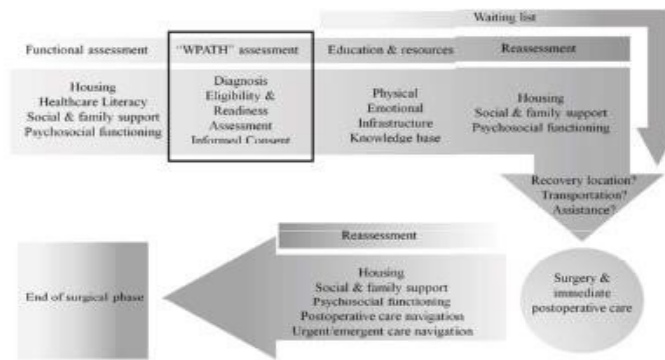 Waiting list
Functional assessment
"WPATH" assessment
Education & resources
Reassessment
Housing
Healthcare Literacy
Social & family support
Psychosocial functioning
Diagnosis
Eligibility &
Readiness
Assessment
Informed Consent
Physical
Emotional
Infrastructure
Knowledge base
Housing
Social & family support
Psychosocial functioning
Recovery location?
Transportation?
Assistance?
Reassessment
End of surgical phase
Housing
Social & family support
Psychosocial functioning
Postoperative care navigation
Urgent/emergent care navigation
Surgery &
immediate
postoperative care